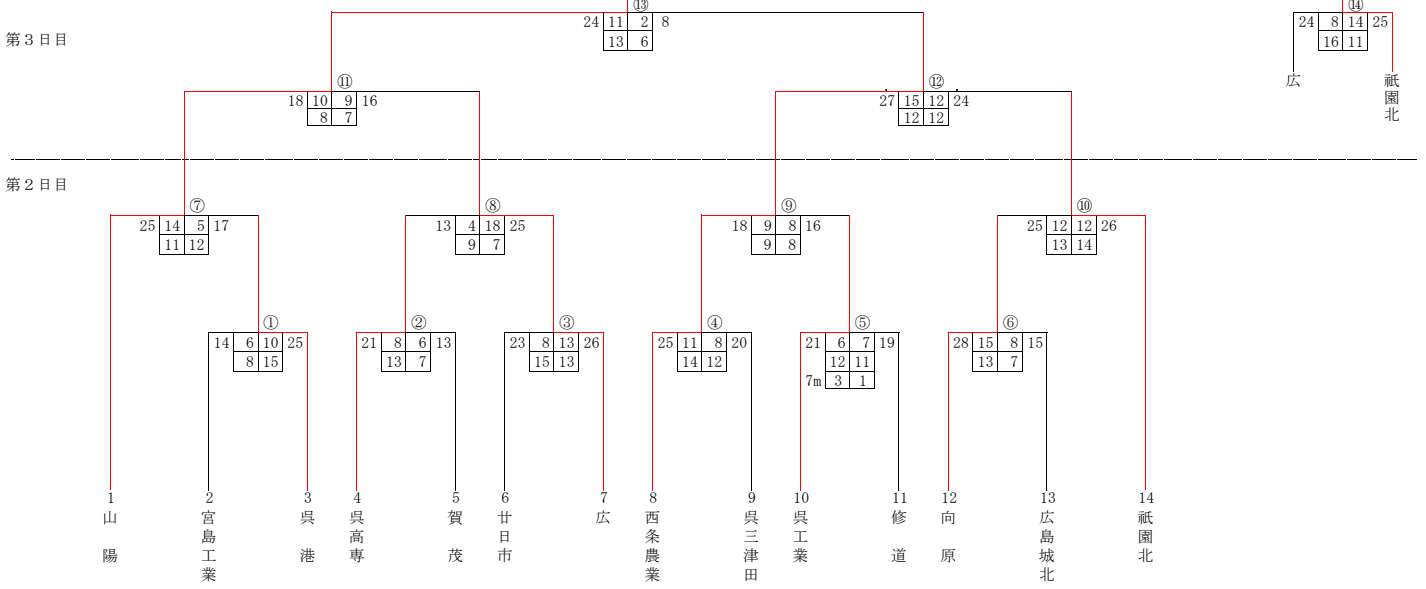 ⑬ ⑭
24 11 2 8 24 8 14 25
第３日目
13 6 16 11
広 祇園北
⑪ ⑫
18 10 9 16 27 15 12 24
8 7 12 12
第２日目
⑦ ⑧ ⑨ ⑩
25 14 5 17 13 4 18 25 18 9 8 16 25 12 12 26
11 12 9 7 9 8 13 14
① ② ③ ④ ⑤ ⑥
14 6 10 25 21 8 6 13 23 8 13 26 25 11 8 20 21 6 7 19 28 15 8 15
8 15 13 7 15 13 14 12 12 11 13 7
7m 3 1
1 2 3 4 5 6 7 8 9 10 11 12 13 14
山陽
宮島工業
呉港
呉高専
賀茂
廿日市
広
西条農業
呉三津田
呉工業
修道
向原
広島城北
祇園北